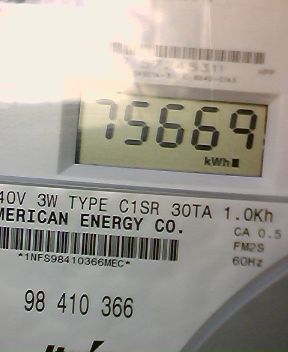 75669
kWh
40V 3W TYPE C1SR 30TA 1.0Kh
MERICAN ENERGY CO.
CA 0.5
FM2S
*1NFS98410366MEC*
60Hz
98 410 366